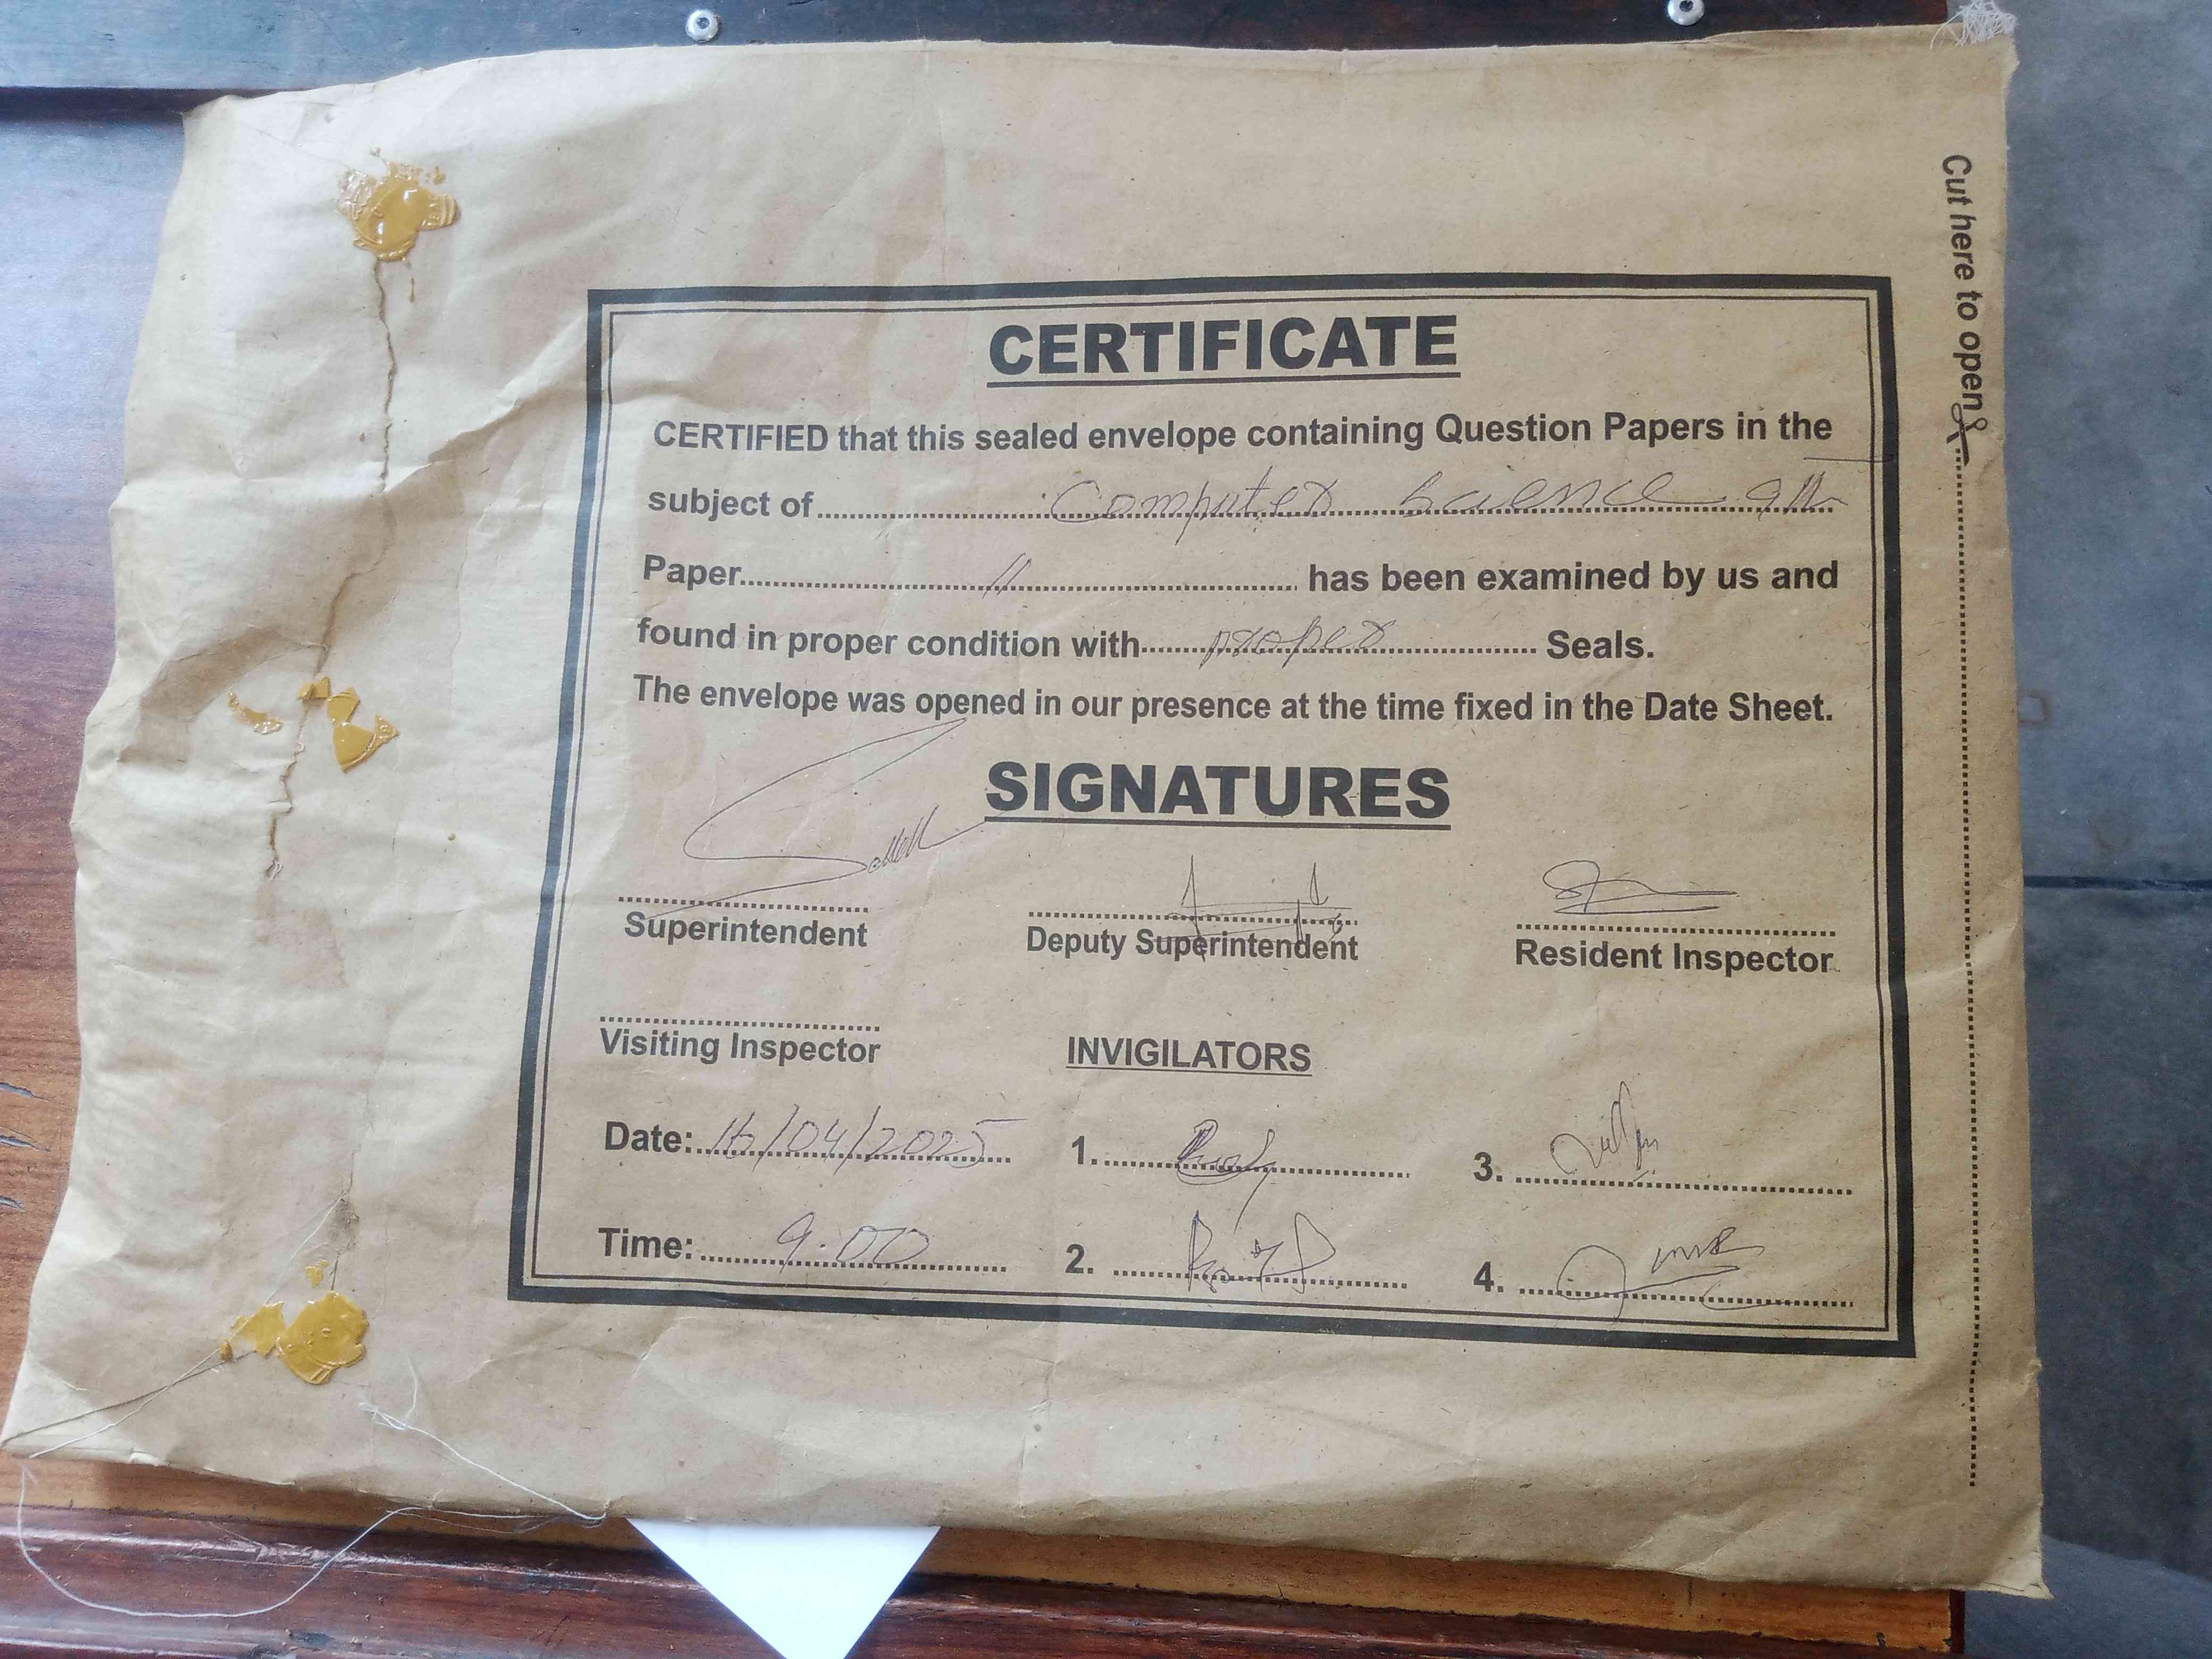 Cut here to open
CERTIFICATE
CERTIFIED that this sealed envelope containing Question Papers in the
subject of Computer Science 9th
Paper 11 has been examined by us and
found in proper condition with proper Seals.
The envelope was opened in our presence at the time fixed in the Date Sheet.
SIGNATURES
Superintendent Deputy Superintendent Resident Inspector
Visiting Inspector INVIGILATORS
Date: 16/04/2025 1. 3.
Time: 9.00 2. 4.